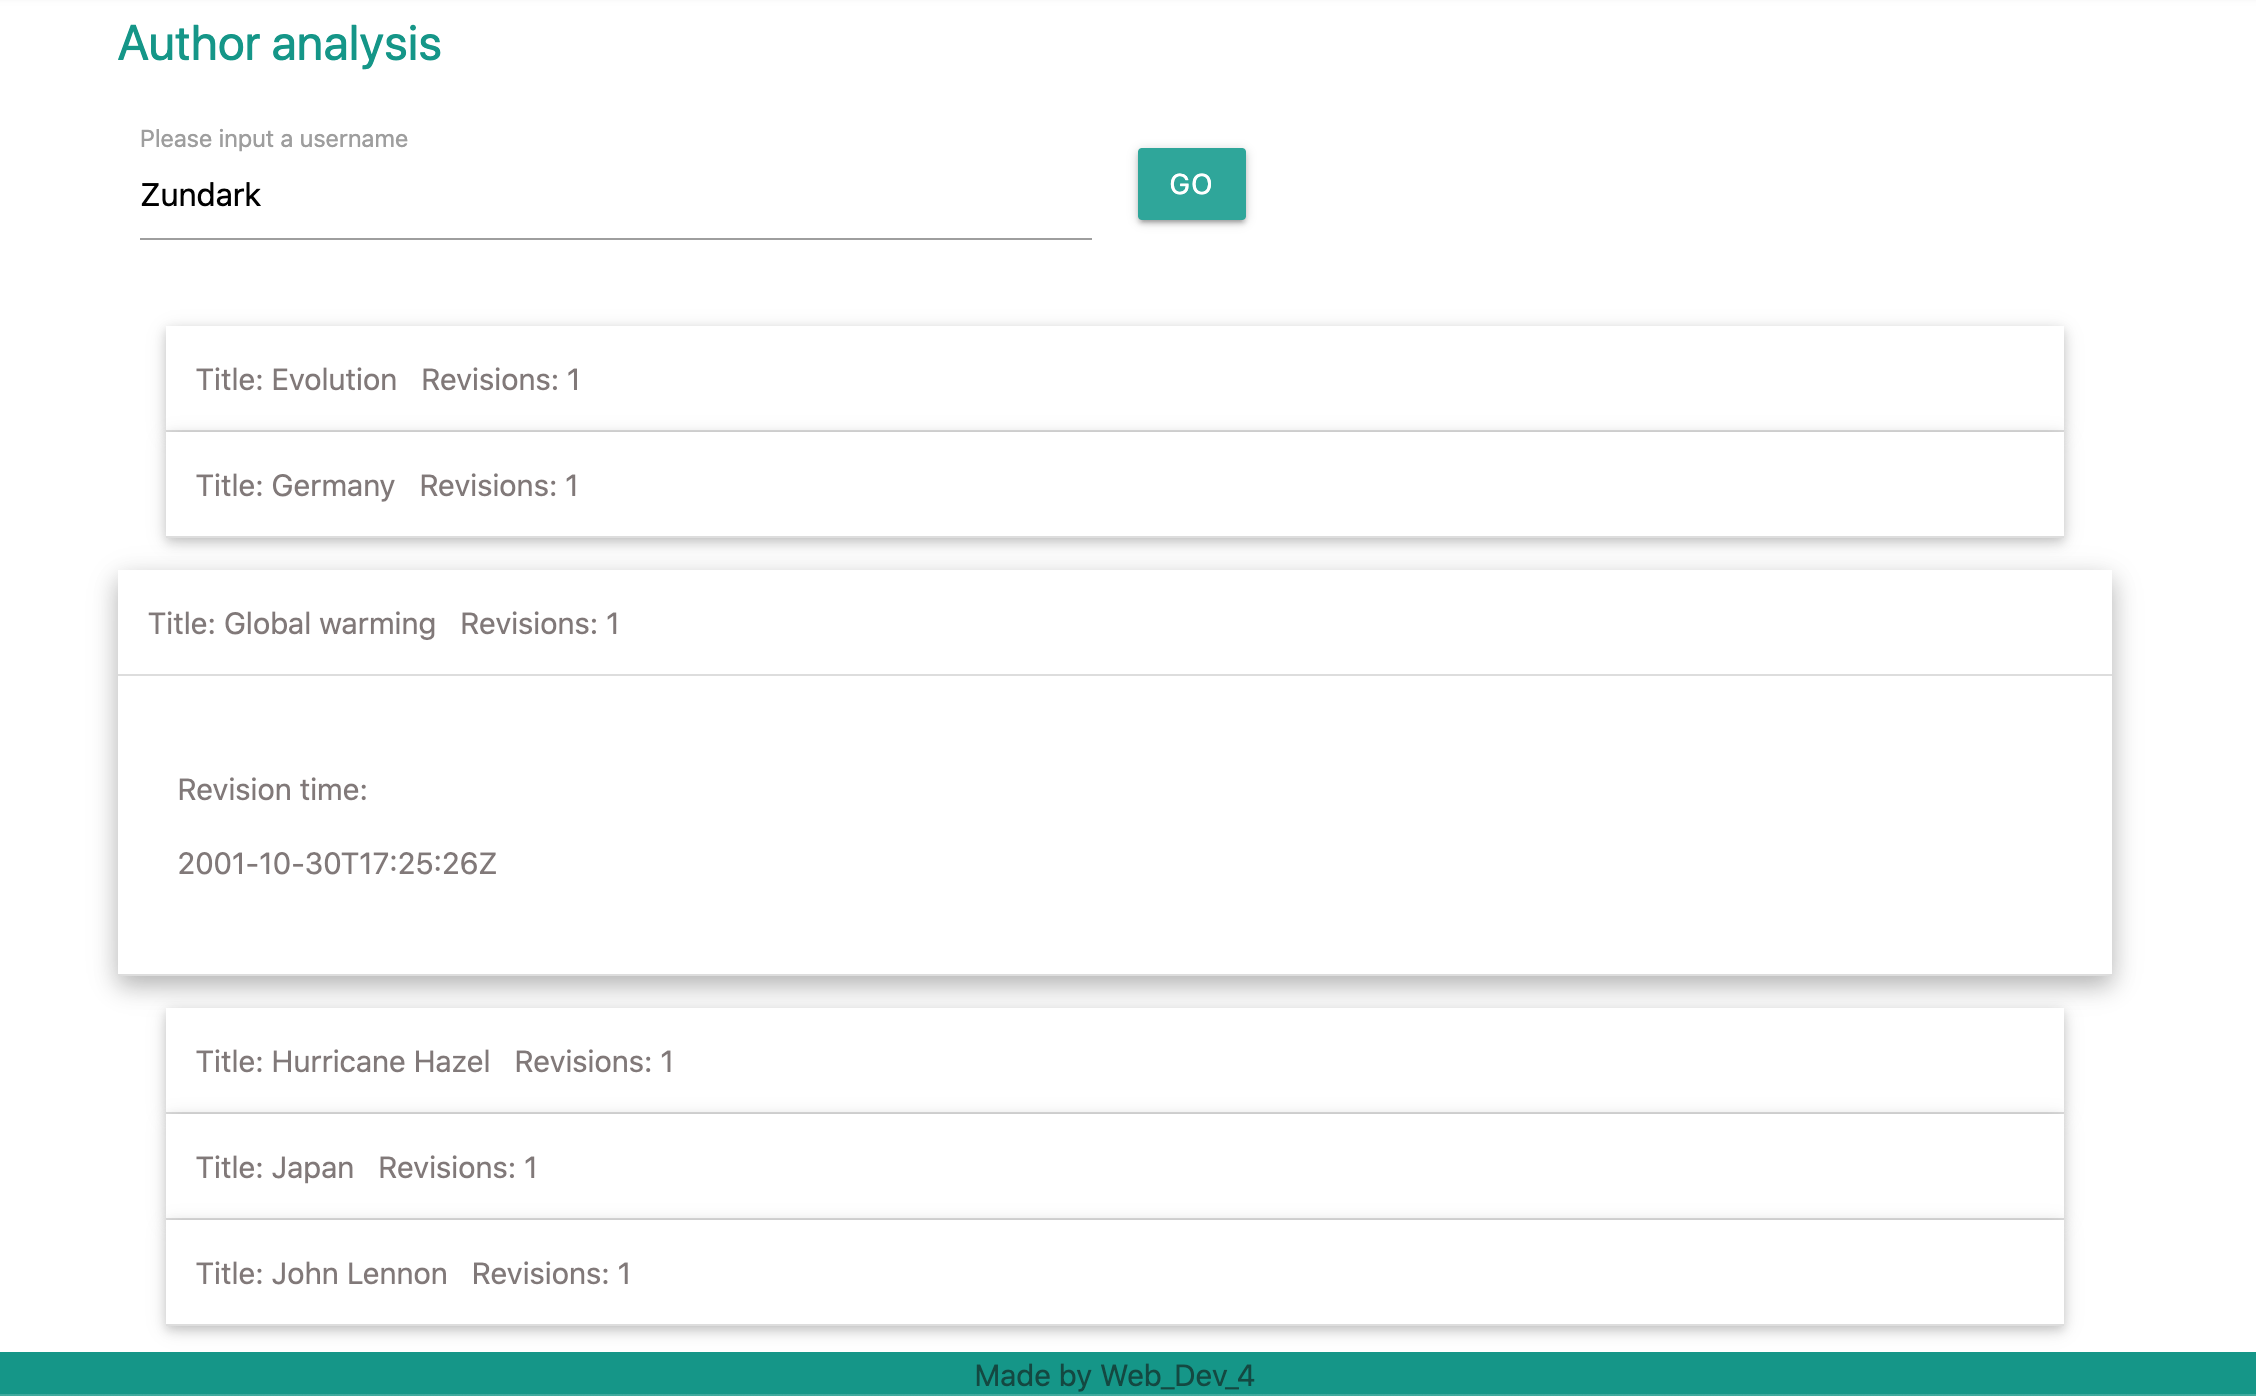 Author analysis
Please input a username
Zundark
GO
Title: Evolution Revisions: 1
Title: Germany Revisions: 1
Title: Global warming Revisions: 1
Revision time:
2001-10-30T17:25:26Z
Title: Hurricane Hazel Revisions: 1
Title: Japan Revisions: 1
Title: John Lennon Revisions: 1
Made by Web_Dev_4